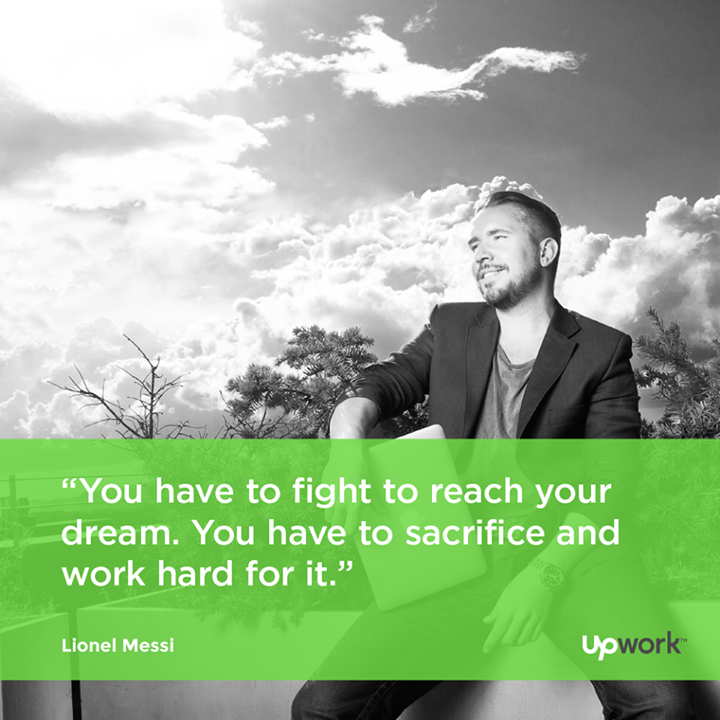 “You have to fight to reach your
dream. You have to sacrifice and
work hard for it.”
Lionel Messi
Upwork™